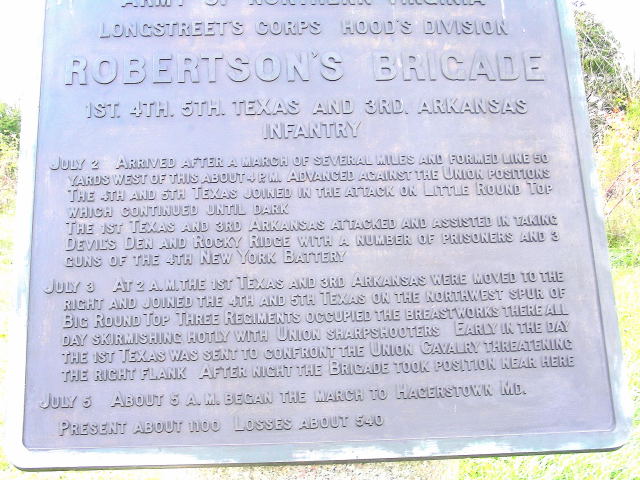 ARMY OF NORTHERN VIRGINIA
LONGSTREET'S CORPS HOOD'S DIVISION
ROBERTSON'S BRIGADE
1ST. 4TH. 5TH. TEXAS AND 3RD. ARKANSAS
INFANTRY
JULY 2 ARRIVED AFTER A MARCH OF SEVERAL MILES AND FORMED LINE 50
YARDS WEST OF THIS ABOUT 4 P.M. ADVANCED AGAINST THE UNION POSITIONS
THE 4TH AND 5TH TEXAS JOINED IN THE ATTACK ON LITTLE ROUND TOP
WHICH CONTINUED UNTIL DARK
THE 1ST TEXAS AND 3RD ARKANSAS ATTACKED AND ASSISTED IN TAKING
DEVIL'S DEN AND ROCKY RIDGE WITH A NUMBER OF PRISONERS AND 3
GUNS OF THE 4TH NEW YORK BATTERY
JULY 3 AT 2 A.M. THE 1ST TEXAS AND 3RD ARKANSAS WERE MOVED TO THE
RIGHT AND JOINED THE 4TH AND 5TH TEXAS ON THE NORTHWEST SPUR OF
BIG ROUND TOP THREE REGIMENTS OCCUPIED THE BREASTWORKS THERE ALL
DAY SKIRMISHING HOTLY WITH UNION SHARPSHOOTERS EARLY IN THE DAY
THE 1ST TEXAS WAS SENT TO CONFRONT THE UNION CAVALRY THREATENING
THE RIGHT FLANK AFTER NIGHT THE BRIGADE TOOK POSITION NEAR HERE
JULY 5 ABOUT 5 A.M. BEGAN THE MARCH TO HAGERSTOWN MD.
PRESENT ABOUT 1100 LOSSES ABOUT 540